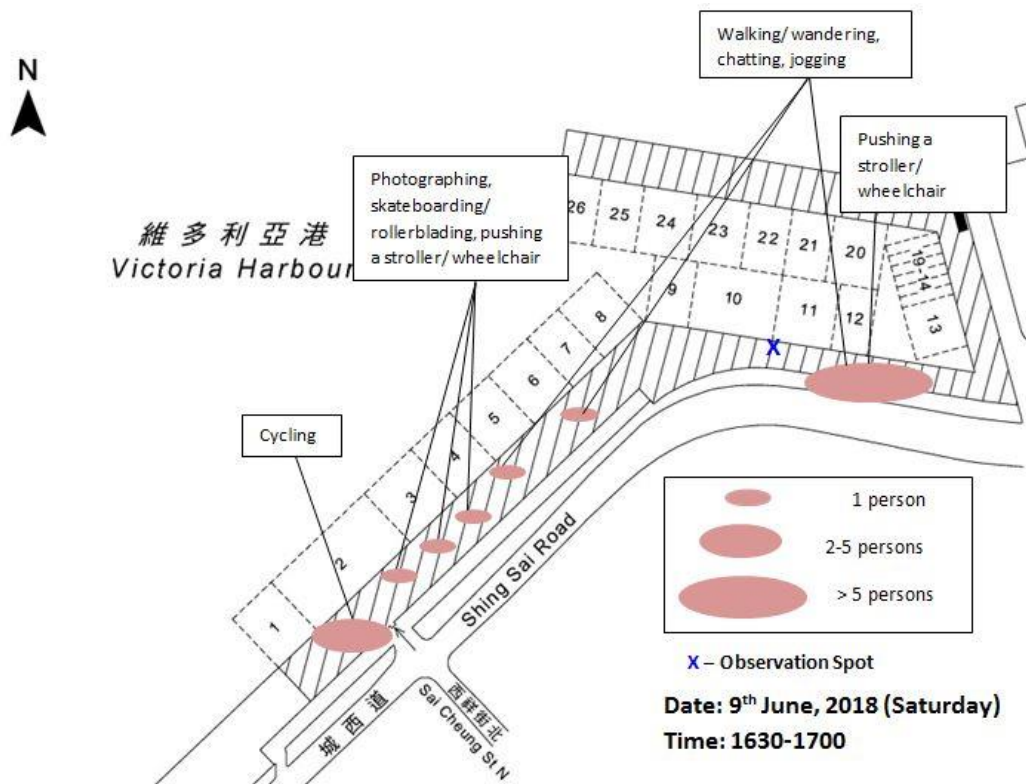 Walking/ wandering,
chatting, jogging
N
Pushing a
stroller/
wheelchair
Photographing,
skateboarding/
rollerblading, pushing
a stroller/ wheelchair
維多利亞港
Victoria Harbour
26
25
24
23
22
21
20
19-14
13
9
10
11
12
8
7
6
5
4
3
2
1
Cycling
Shing Sai Road
城西道
西祥街北
Sai Cheung St N
1 person
2-5 persons
> 5 persons
X – Observation Spot
Date: 9th June, 2018 (Saturday)
Time: 1630-1700